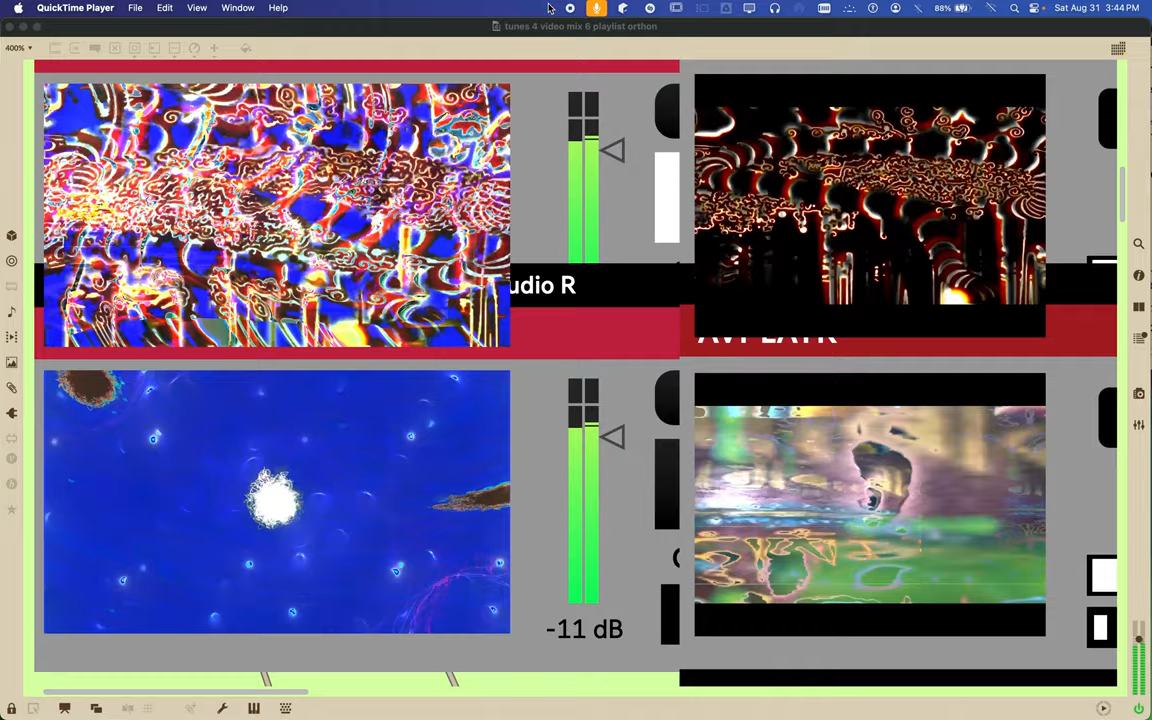 QuickTime Player File Edit View Window Help 88% Sat Aug 31 3:44 PM
tunes 4 video mix 6 playlist orthon
400%
udio R
-11 dB